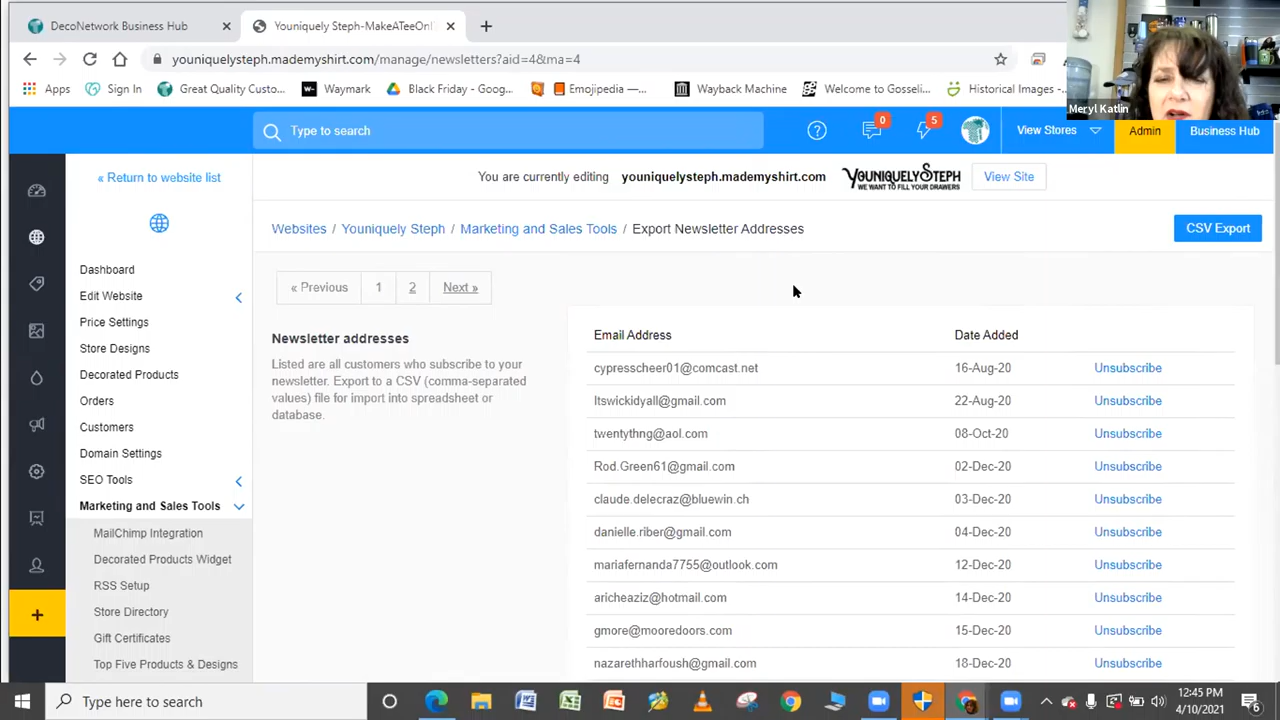 DecoNetwork Business Hub
Youniquely Steph-MakeATeeOnl
youniquelysteph.mademyshirt.com/manage/newsletters?aid=4&ma=4
Apps Sign In Great Quality Custo... Waymark Black Friday - Goog... Emojipedia —... Wayback Machine Welcome to Gosseli... Historical Images -...
Meryl Katlin
Type to search
0
5
View Stores
Admin
Business Hub
« Return to website list
You are currently editing youniquelysteph.mademyshirt.com
YOUNIQUELYSTEPH
WE WANT TO FILL YOUR DRAWERS
View Site
Websites / Youniquely Steph / Marketing and Sales Tools / Export Newsletter Addresses
CSV Export
Dashboard
Edit Website
Price Settings
Store Designs
Decorated Products
Orders
Customers
Domain Settings
SEO Tools
Marketing and Sales Tools
MailChimp Integration
Decorated Products Widget
RSS Setup
Store Directory
Gift Certificates
Top Five Products & Designs
« Previous 1 2 Next »
Newsletter addresses
Listed are all customers who subscribe to your
newsletter. Export to a CSV (comma-separated
values) file for import into spreadsheet or
database.
Email Address Date Added
cypresscheer01@comcast.net 16-Aug-20 Unsubscribe
Itswickidyall@gmail.com 22-Aug-20 Unsubscribe
twentythng@aol.com 08-Oct-20 Unsubscribe
Rod.Green61@gmail.com 02-Dec-20 Unsubscribe
claude.delecraz@bluewin.ch 03-Dec-20 Unsubscribe
danielle.riber@gmail.com 04-Dec-20 Unsubscribe
mariafernanda7755@outlook.com 12-Dec-20 Unsubscribe
aricheaziz@hotmail.com 14-Dec-20 Unsubscribe
gmore@mooredoors.com 15-Dec-20 Unsubscribe
nazarethharfoush@gmail.com 18-Dec-20 Unsubscribe
Type here to search
12:45 PM
4/10/2021
6